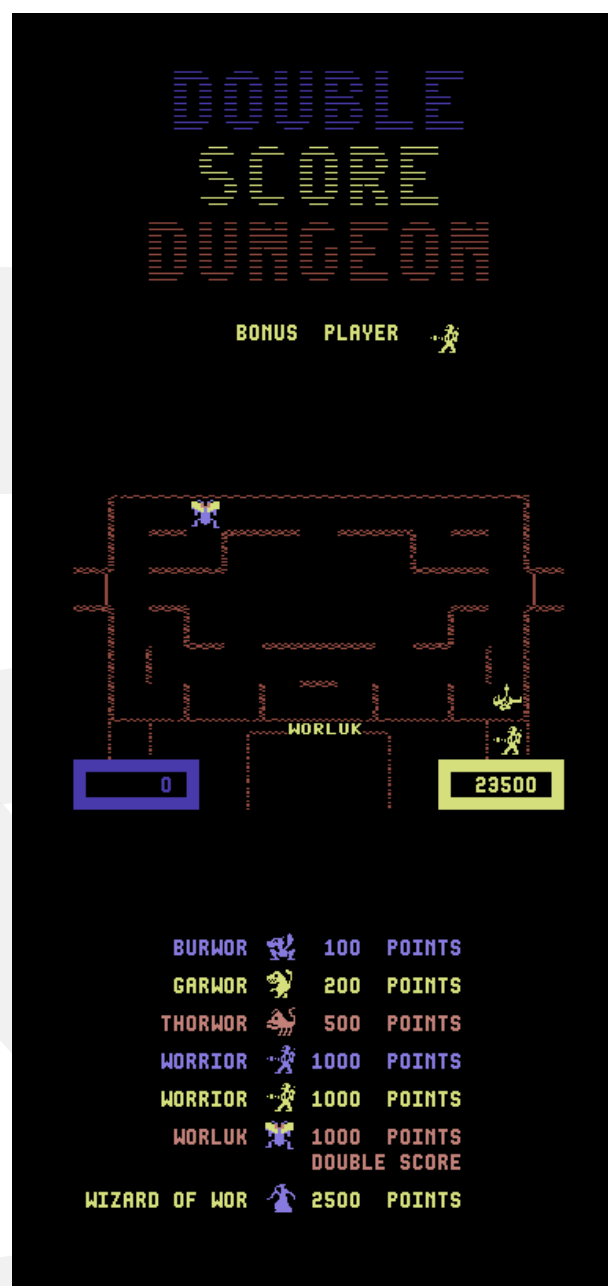 DOUBLE
SCORE
DUNGEON
BONUS PLAYER
WORLUK
0
23500
BURWOR 100 POINTS
GARWOR 200 POINTS
THORWOR 500 POINTS
WORRIOR 1000 POINTS
WORRIOR 1000 POINTS
WORLUK 1000 POINTS
DOUBLE SCORE
WIZARD OF WOR 2500 POINTS